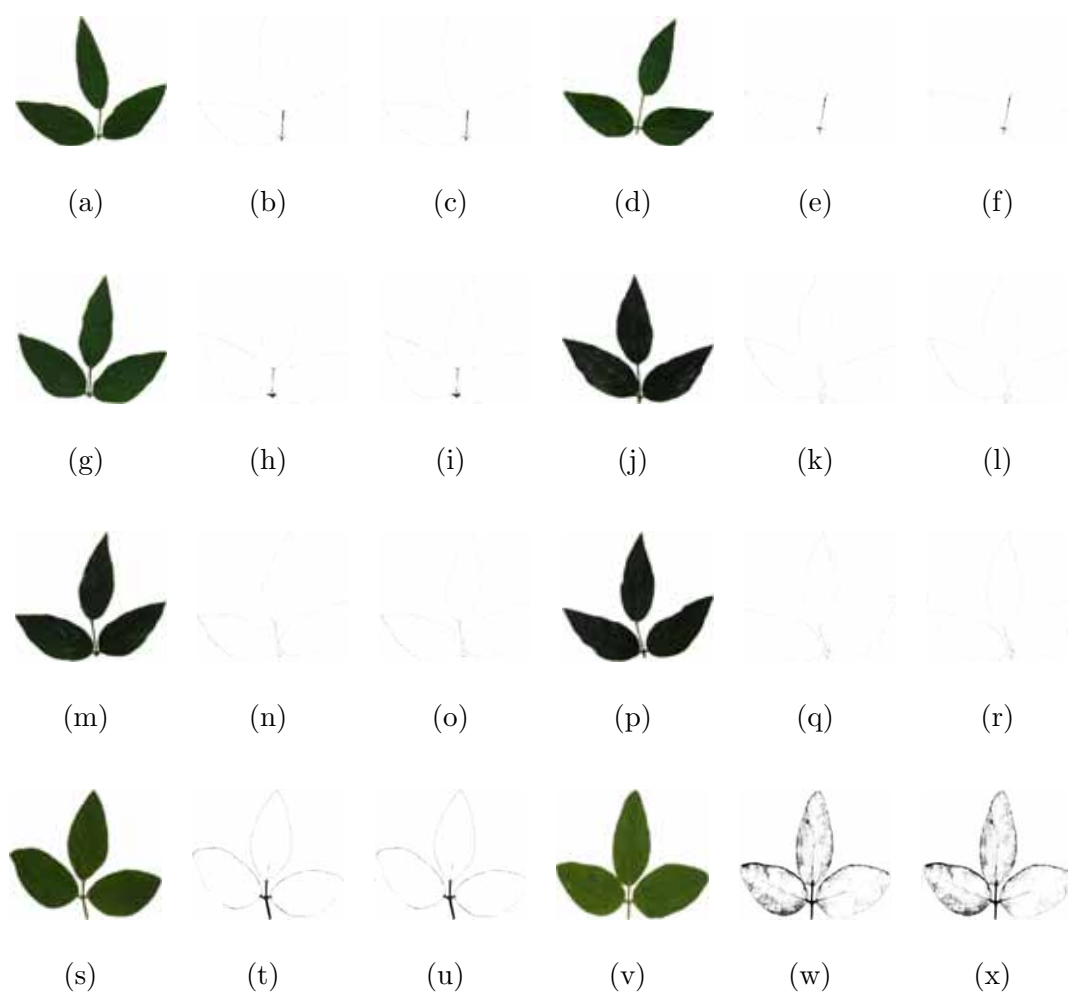 (a) (b) (c) (d) (e) (f)
(g) (h) (i) (j) (k) (l)
(m) (n) (o) (p) (q) (r)
(s) (t) (u) (v) (w) (x)